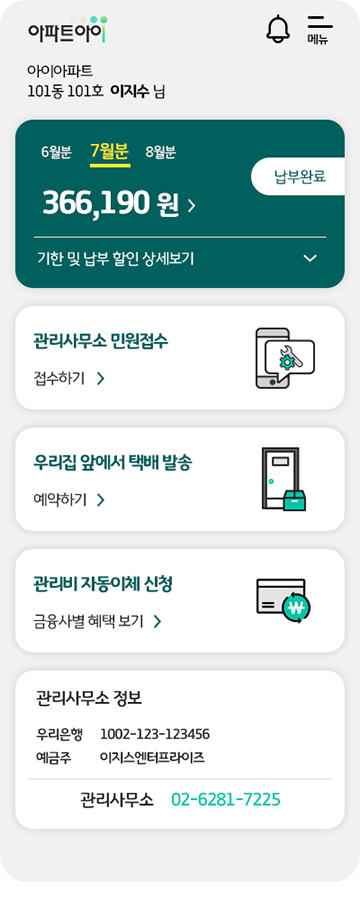 아파트아이
메뉴
아이아파트
101동 101호 이지수 님
6월분 7월분 8월분
납부완료
366,190 원 >
기한 및 납부 할인 상세보기
관리사무소 민원접수
접수하기 >
우리집 앞에서 택배 발송
예약하기 >
관리비 자동이체 신청
₩
금융사별 혜택 보기 >
관리사무소 정보
우리은행 1002-123-123456
예금주 이지스엔터프라이즈
관리사무소 02-6281-7225